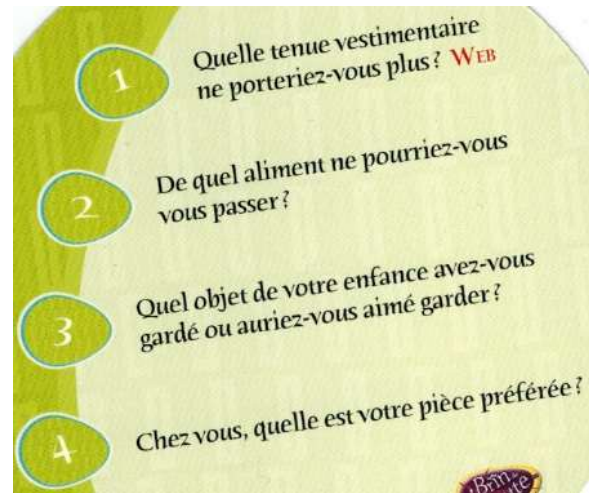 1
Quelle tenue vestimentaire
ne porteriez-vous plus ? WEB
2
De quel aliment ne pourriez-vous
vous passer ?
3
Quel objet de votre enfance avez-vous
gardé ou auriez-vous aimé garder ?
4
Chez vous, quelle est votre pièce préférée ?
Brin